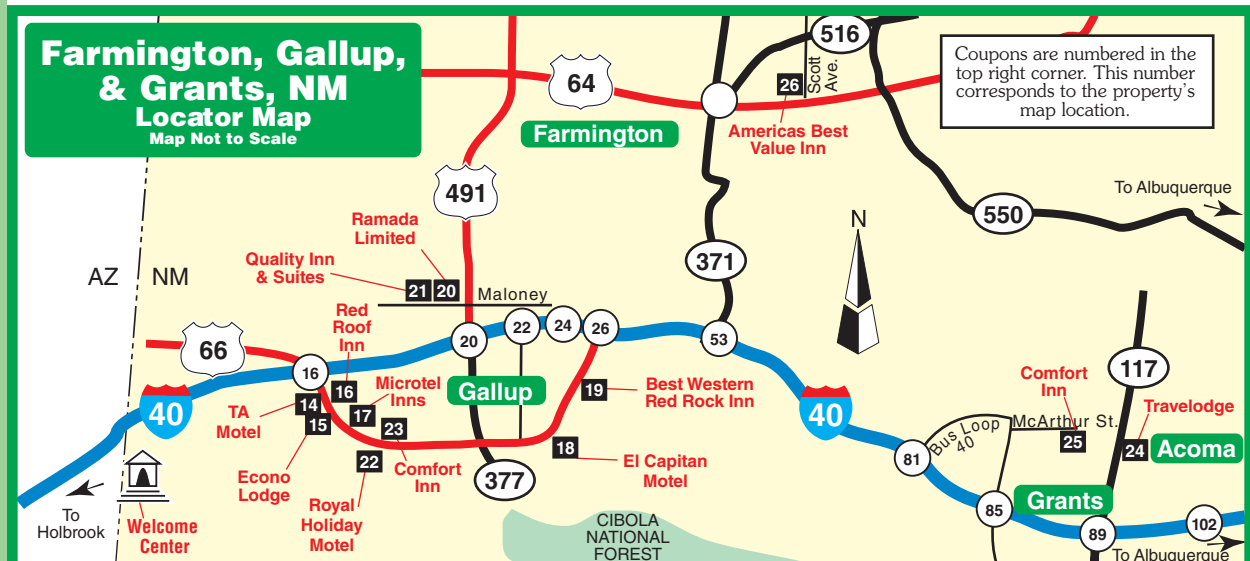 Farmington, Gallup,
& Grants, NM
Locator Map
Map Not to Scale
64
Farmington
516
Scott
Ave.
26
Americas Best
Value Inn
Coupons are numbered in the
top right corner. This number
corresponds to the property's
map location.
491
371
N
550
To Albuquerque
AZ
NM
Ramada
Limited
Quality Inn
& Suites
21
20
Maloney
Red
Roof
Inn
66
16
20
22
24
26
53
40
TA
Motel
14
15
16
17
Microtel
Inns
23
Gallup
19
Best Western
Red Rock Inn
40
Econo
Lodge
22
Royal
Holiday
Motel
Comfort
Inn
377
18
El Capitan
Motel
81
Bus Loop
40
McArthur St.
Comfort
Inn
25
117
Travelodge
24
Acoma
Grants
85
89
102
To Albuquerque
To
Holbrook
Welcome
Center
CIBOLA
NATIONAL
FOREST